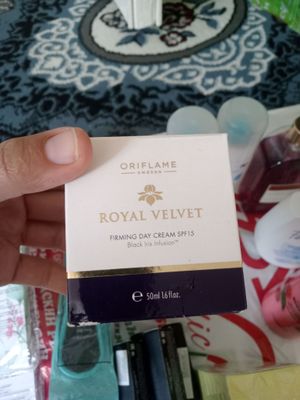 ORIFLAME
SWEDEN
ROYAL VELVET
FIRMING DAY CREAM SPF15
Black Iris Infusion™
℮ 50ml 1.6 fl.oz.